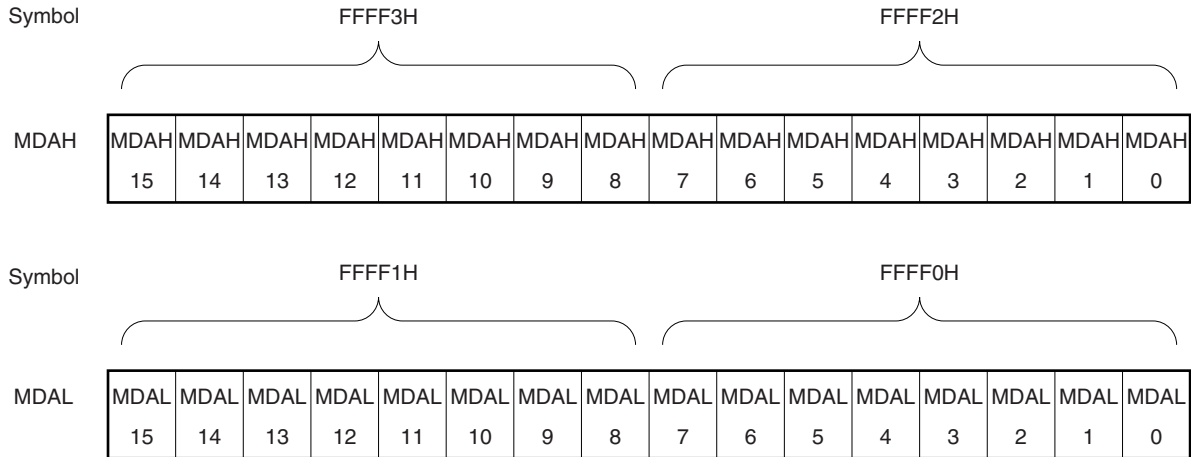 Symbol FFFF3H FFFF2H
MDAH MDAH MDAH MDAH MDAH MDAH MDAH MDAH MDAH MDAH MDAH MDAH MDAH MDAH MDAH MDAH MDAH
15 14 13 12 11 10 9 8 7 6 5 4 3 2 1 0
Symbol FFFF1H FFFF0H
MDAL MDAL MDAL MDAL MDAL MDAL MDAL MDAL MDAL MDAL MDAL MDAL MDAL MDAL MDAL MDAL MDAL
15 14 13 12 11 10 9 8 7 6 5 4 3 2 1 0